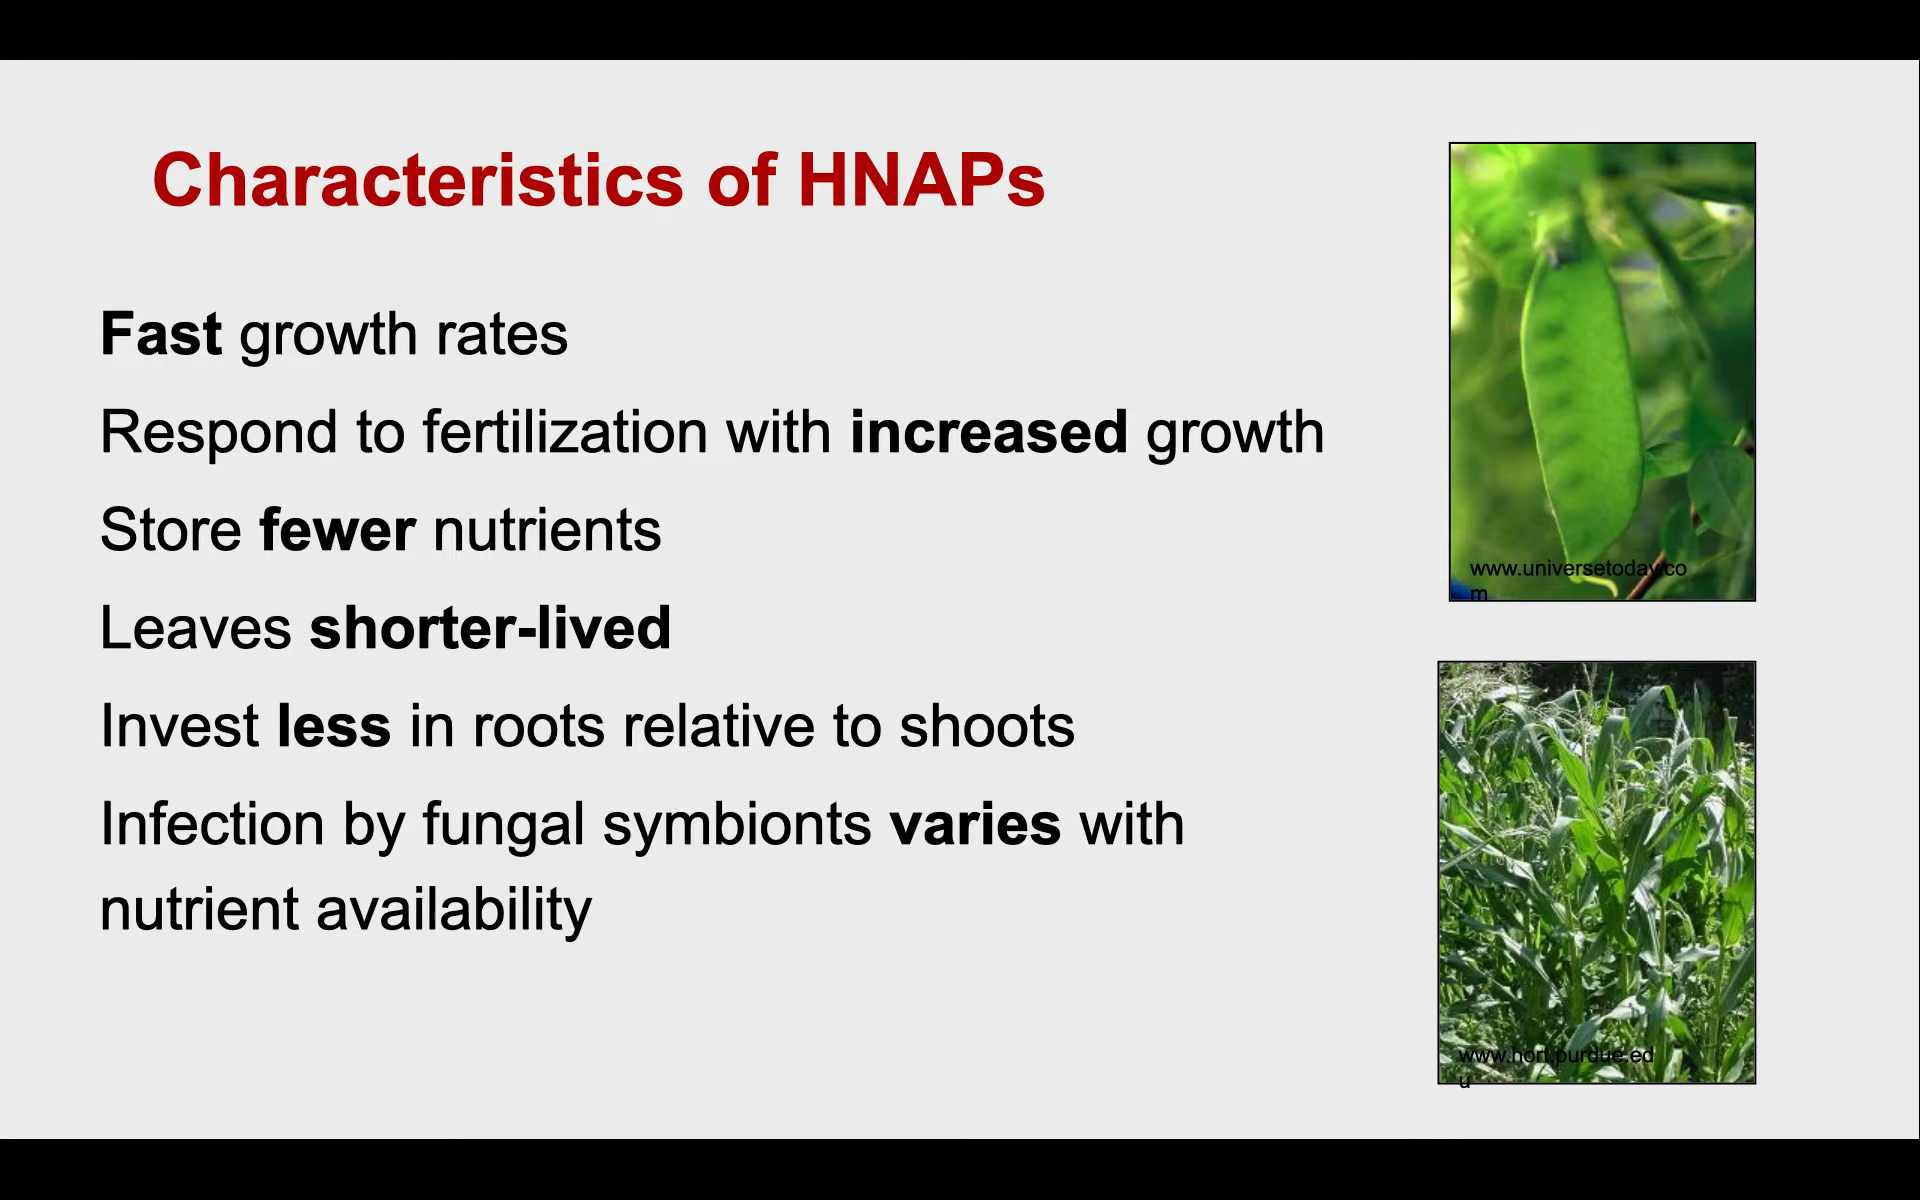 Characteristics of HNAPs
Fast growth rates
Respond to fertilization with increased growth
Store fewer nutrients
Leaves shorter-lived
Invest less in roots relative to shoots
Infection by fungal symbionts varies with
nutrient availability
www.universetoday.co
m
www.hort.purdue.ed
u